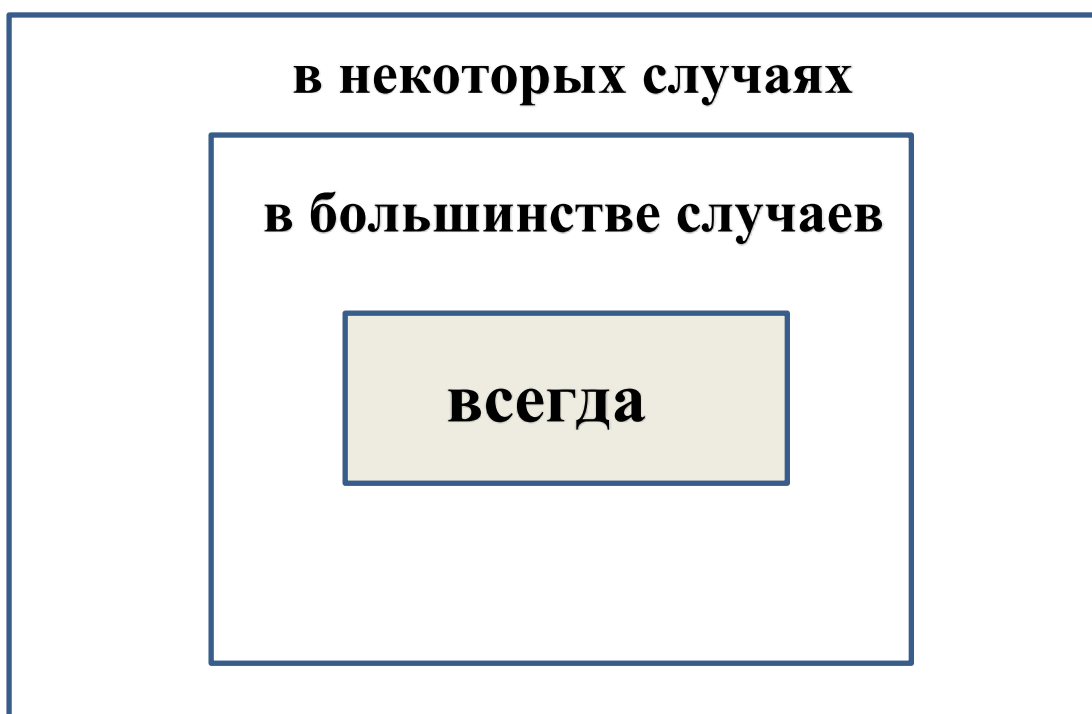 в некоторых случаях
в большинстве случаев
всегда